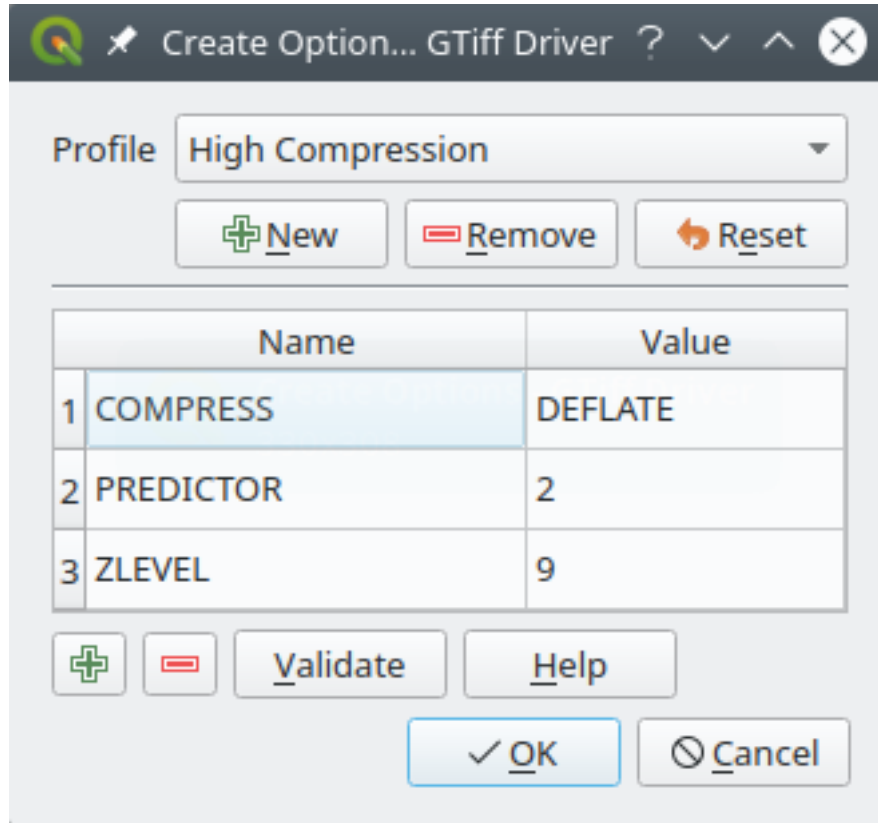 Create Option... GTiff Driver ?
Profile High Compression
New Remove Reset
Name Value
1 COMPRESS DEFLATE
2 PREDICTOR 2
3 ZLEVEL 9
Validate Help
OK Cancel